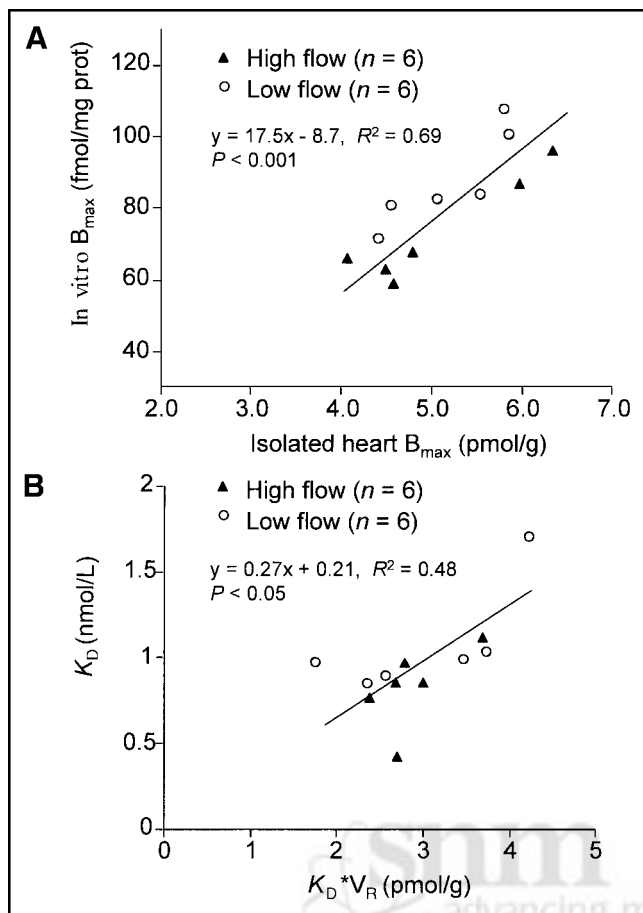 A
In vitro Bmax (fmol/mg prot)
120
100
80
60
40
▲ High flow (n = 6)
○ Low flow (n = 6)
y = 17.5x - 8.7, R² = 0.69
P < 0.001
2.0 3.0 4.0 5.0 6.0 7.0
Isolated heart Bmax (pmol/g)
B
KD (nmol/L)
2
1.5
1
0.5
0
▲ High flow (n = 6)
○ Low flow (n = 6)
y = 0.27x + 0.21, R² = 0.48
P < 0.05
0 1 2 3 4 5
KD*VR (pmol/g)
snm
advancing m